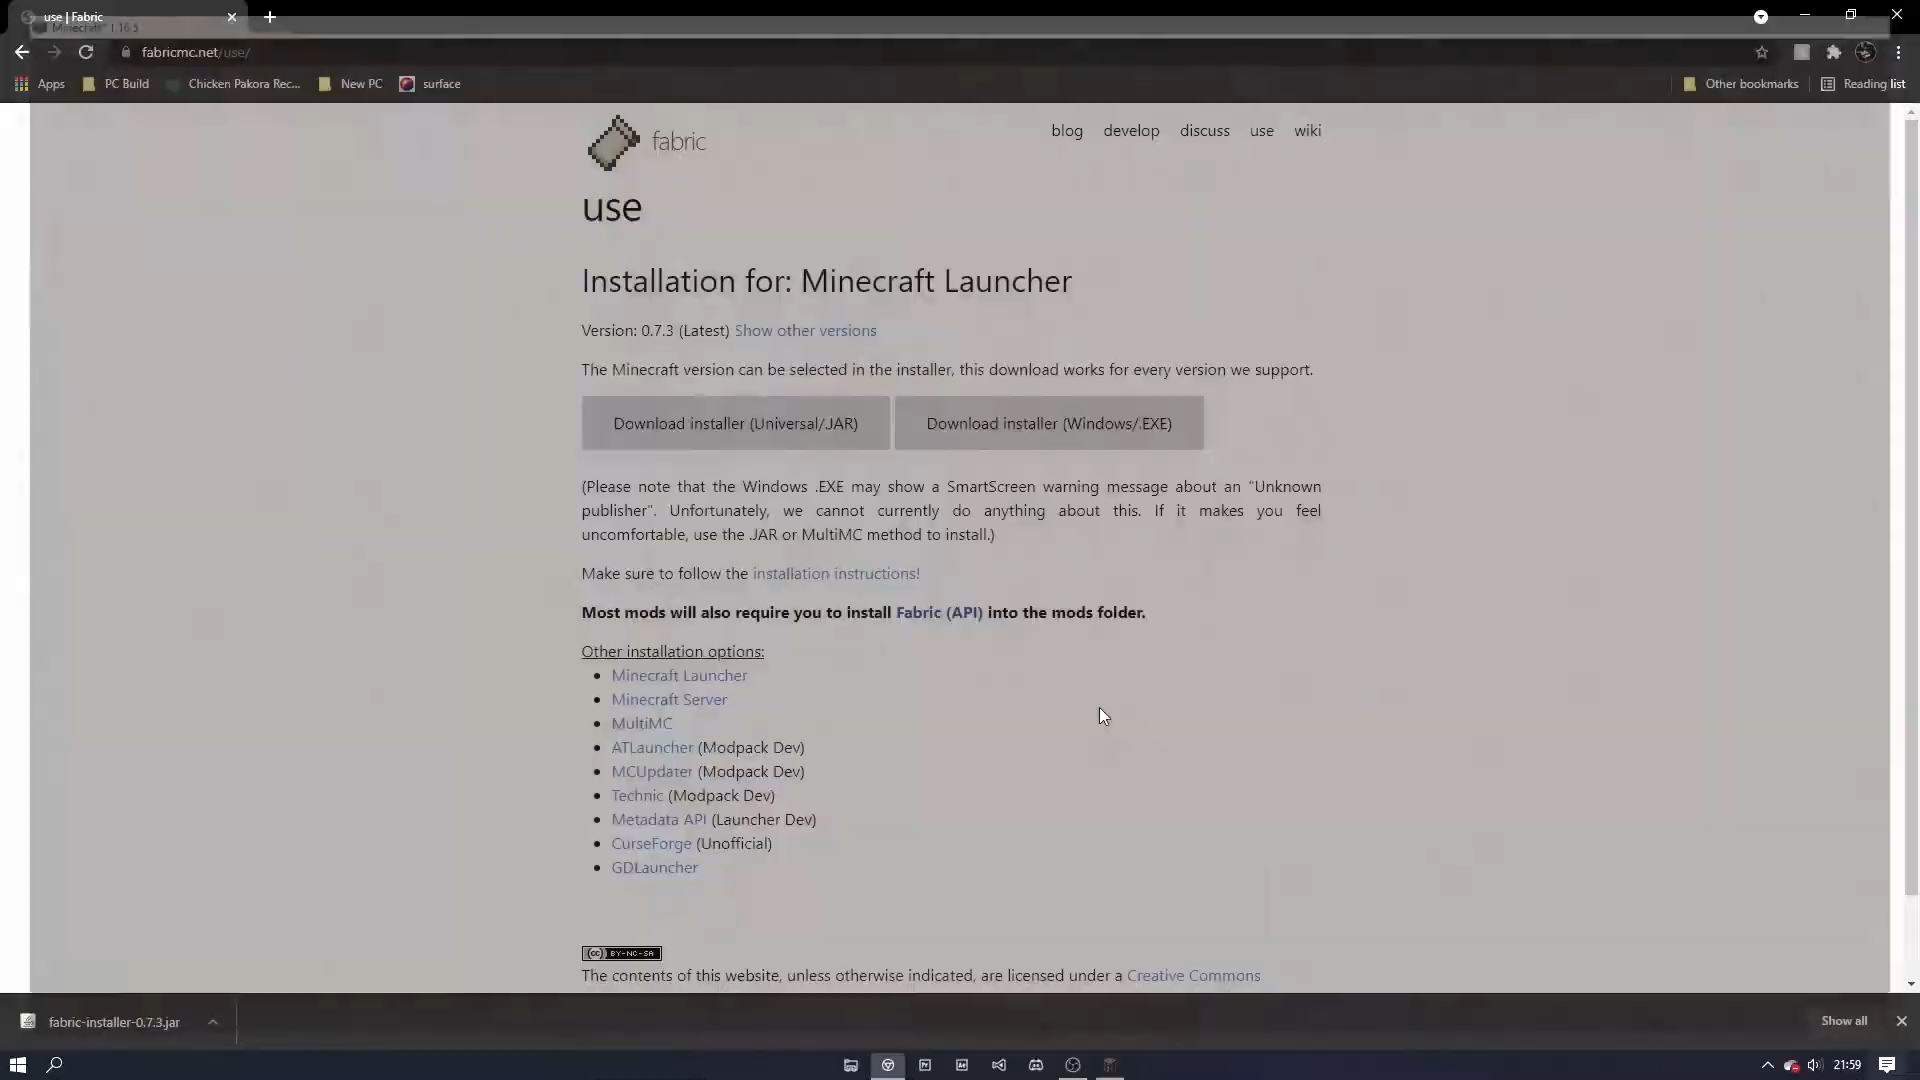 use | Fabric
Minecraft* 1.16.5
fabricmc.net/use/
Apps
PC Build
Chicken Pakora Rec...
New PC
surface
Other bookmarks
Reading list
fabric
blog develop discuss use wiki
use
Installation for: Minecraft Launcher
Version: 0.7.3 (Latest) Show other versions
The Minecraft version can be selected in the installer, this download works for every version we support.
Download installer (Universal/.JAR)
Download installer (Windows/.EXE)
(Please note that the Windows .EXE may show a SmartScreen warning message about an "Unknown
publisher". Unfortunately, we cannot currently do anything about this. If it makes you feel
uncomfortable, use the .JAR or MultiMC method to install.)
Make sure to follow the installation instructions!
Most mods will also require you to install Fabric (API) into the mods folder.
Other installation options:
Minecraft Launcher
Minecraft Server
MultiMC
ATLauncher (Modpack Dev)
MCUpdater (Modpack Dev)
Technic (Modpack Dev)
Metadata API (Launcher Dev)
CurseForge (Unofficial)
GDLauncher
(cc) BY-NC-SA
The contents of this website, unless otherwise indicated, are licensed under a Creative Commons
fabric-installer-0.7.3.jar
Show all
21:59